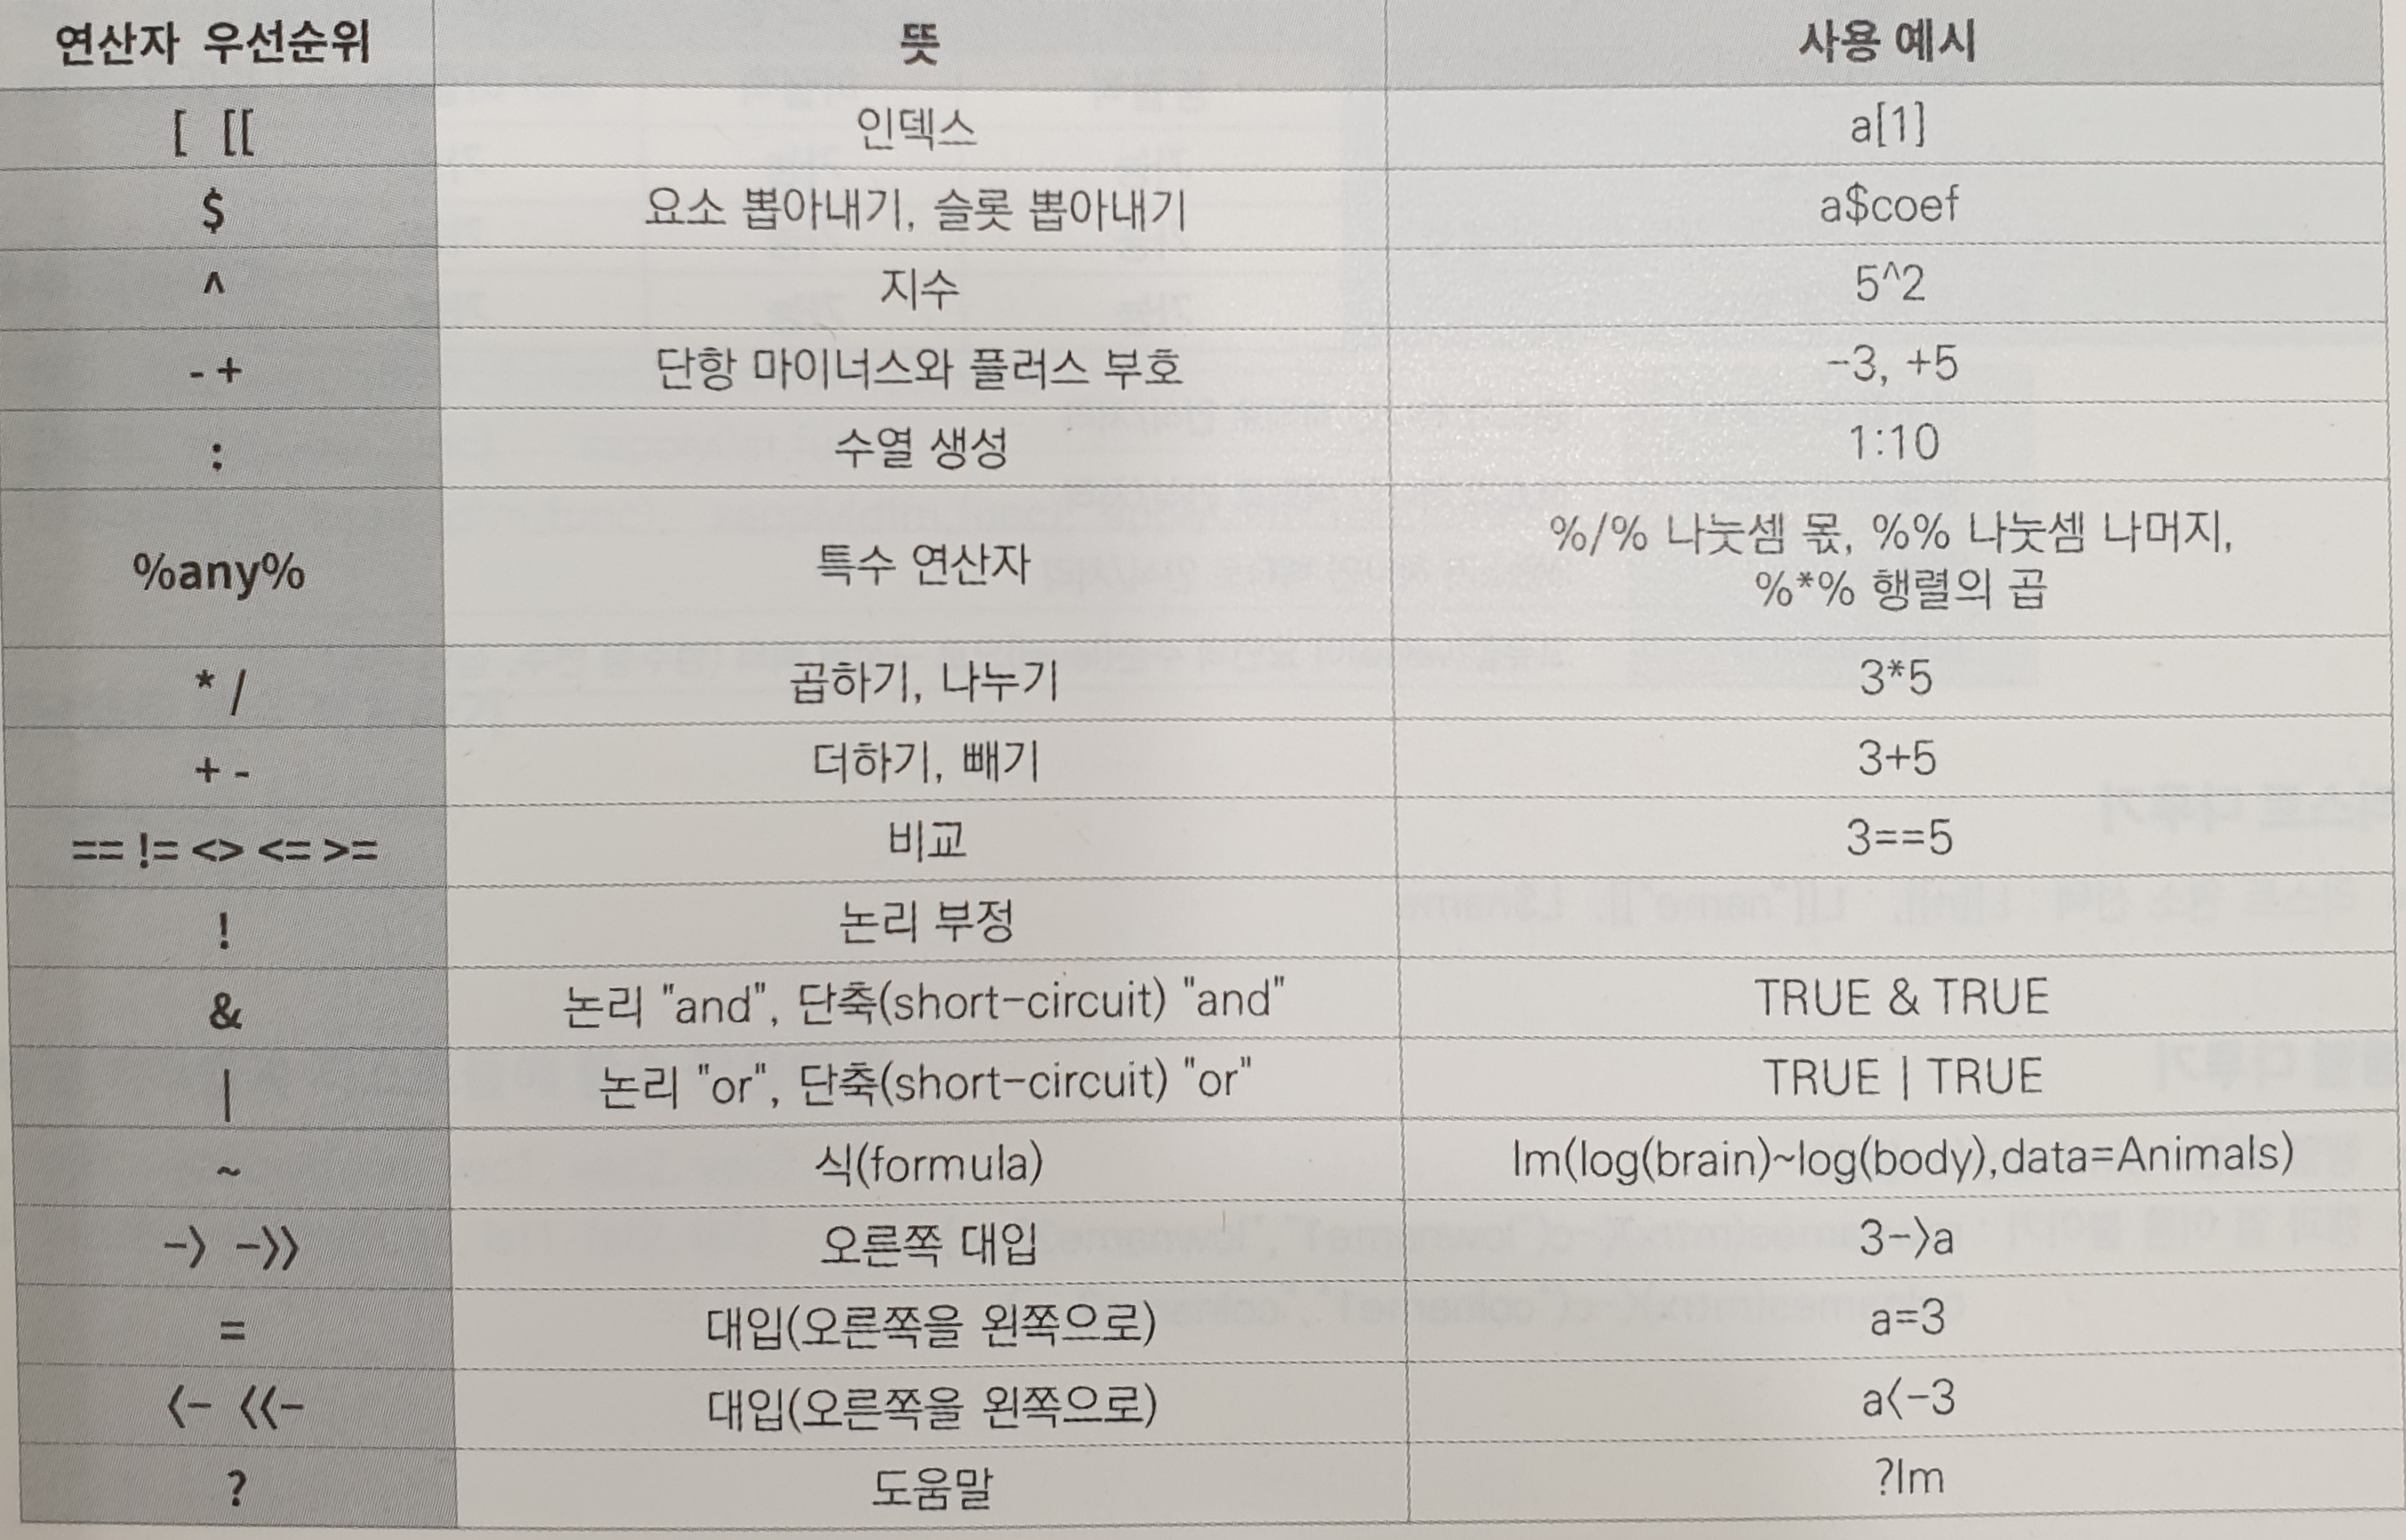 연산자 우선순위 뜻 사용 예시
[ [[ 인덱스 a[1]
$ 요소 뽑아내기, 슬롯 뽑아내기 a$coef
^ 지수 5^2
- + 단항 마이너스와 플러스 부호 -3, +5
: 수열 생성 1:10
%any% 특수 연산자 %/% 나눗셈 몫, %% 나눗셈 나머지,
%*% 행렬의 곱
* / 곱하기, 나누기 3*5
+ - 더하기, 빼기 3+5
== != <> <= >= 비교 3==5
! 논리 부정
& 논리 "and", 단축(short-circuit) "and" TRUE & TRUE
| 논리 "or", 단축(short-circuit) "or" TRUE | TRUE
~ 식(formula) lm(log(brain)~log(body),data=Animals)
-> ->> 오른쪽 대입 3->a
= 대입(오른쪽을 왼쪽으로) a=3
<- <<- 대입(오른쪽을 왼쪽으로) a<-3
? 도움말 ?lm